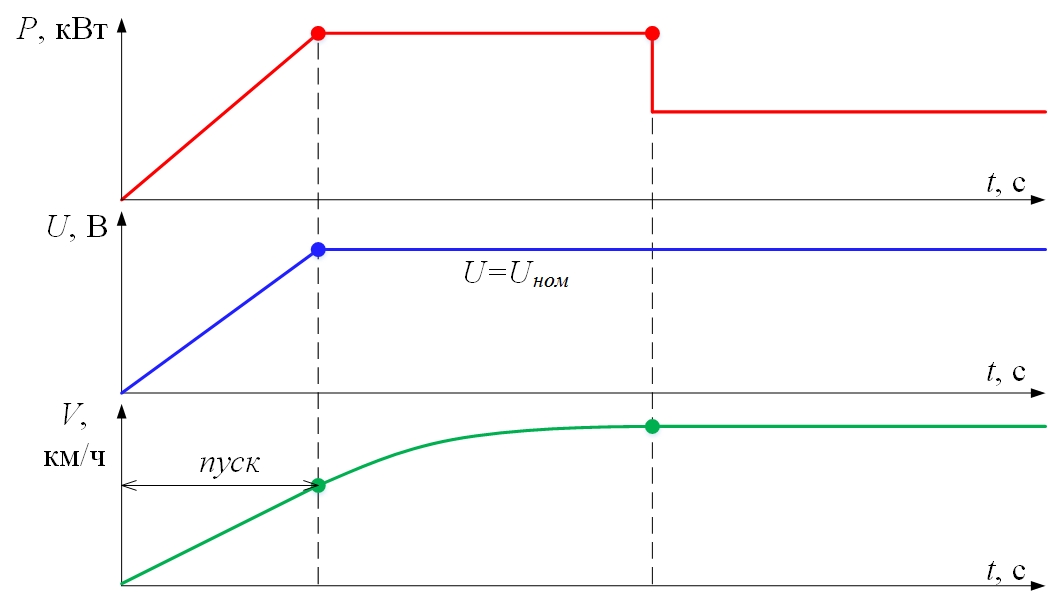 P, кВт
t, с
U, В
U=Uном
t, с
V,
км/ч
пуск
t, с